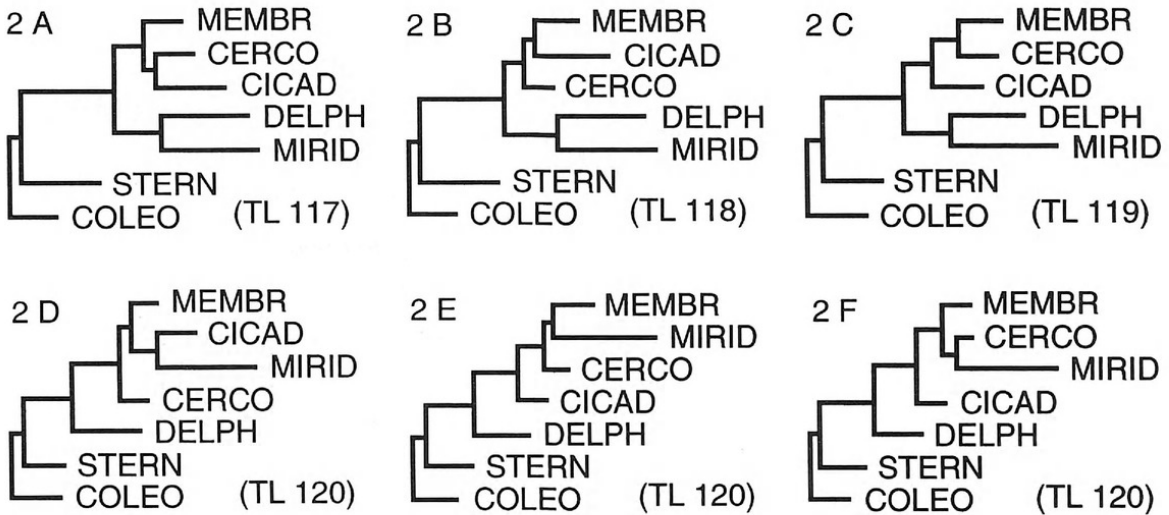 2 A
MEMBR
CERCO
CICAD
DELPH
MIRID
STERN
COLEO
(TL 117)
2 B
MEMBR
CICAD
CERCO
DELPH
MIRID
STERN
COLEO
(TL 118)
2 C
MEMBR
CERCO
CICAD
DELPH
MIRID
STERN
COLEO
(TL 119)
2 D
MEMBR
CICAD
MIRID
CERCO
DELPH
STERN
COLEO
(TL 120)
2 E
MEMBR
MIRID
CERCO
CICAD
DELPH
STERN
COLEO
(TL 120)
2 F
MEMBR
CERCO
MIRID
CICAD
DELPH
STERN
COLEO
(TL 120)